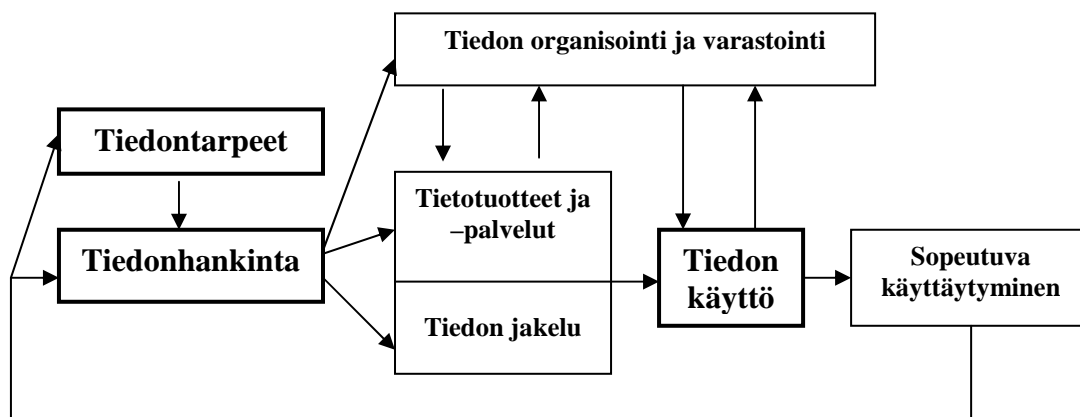 Tiedon organisointi ja varastointi
Tiedontarpeet
Tiedonhankinta
Tietotuotteet ja
–palvelut
Tiedon jakelu
Tiedon
käyttö
Sopeutuva
käyttäytyminen